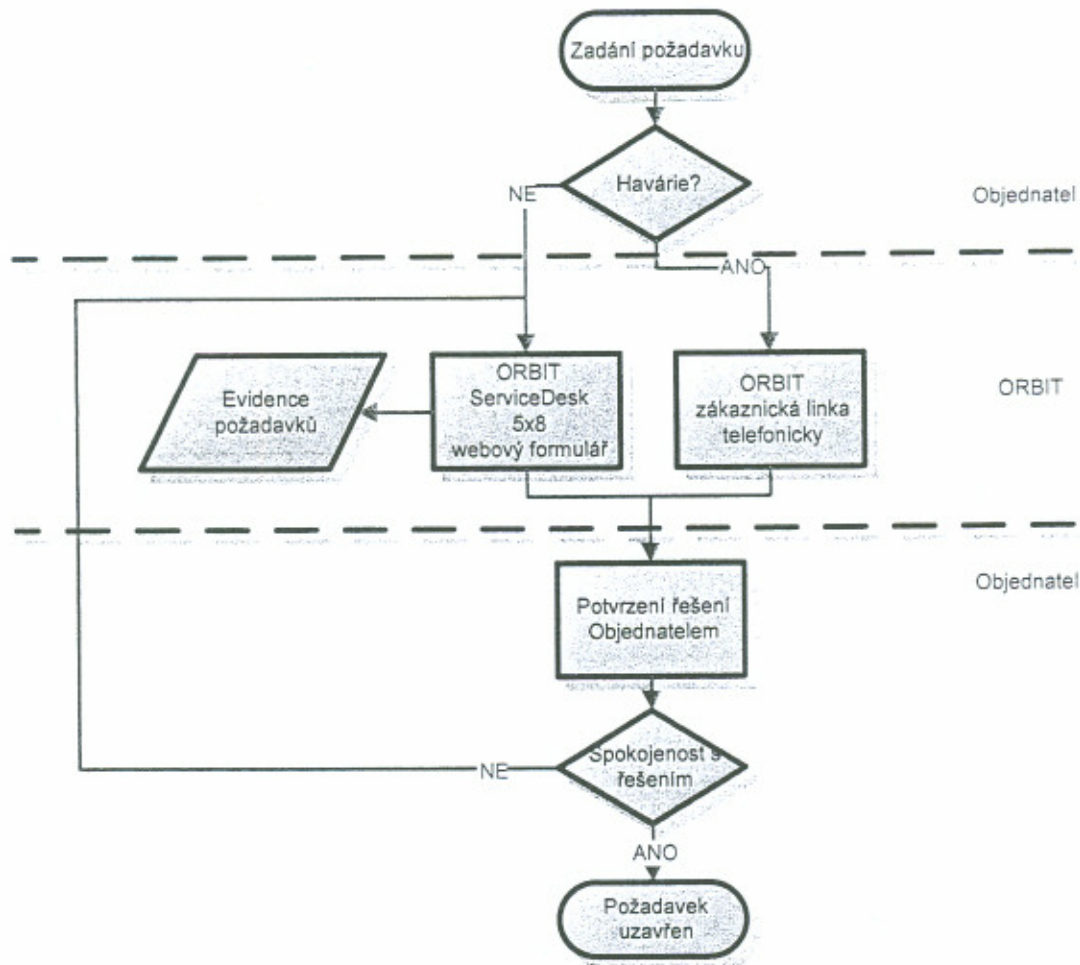 Zadání požadavku
Havárie?
NE
Objednatel
ANO
Evidence
požadavků
ORBIT
ServiceDesk
5x8
webový formulář
ORBIT
zákaznická linka
telefonicky
ORBIT
Potvrzení řešení
Objednatelem
Objednatel
Spokojenost s
řešením
NE
ANO
Požadavek
uzavřen